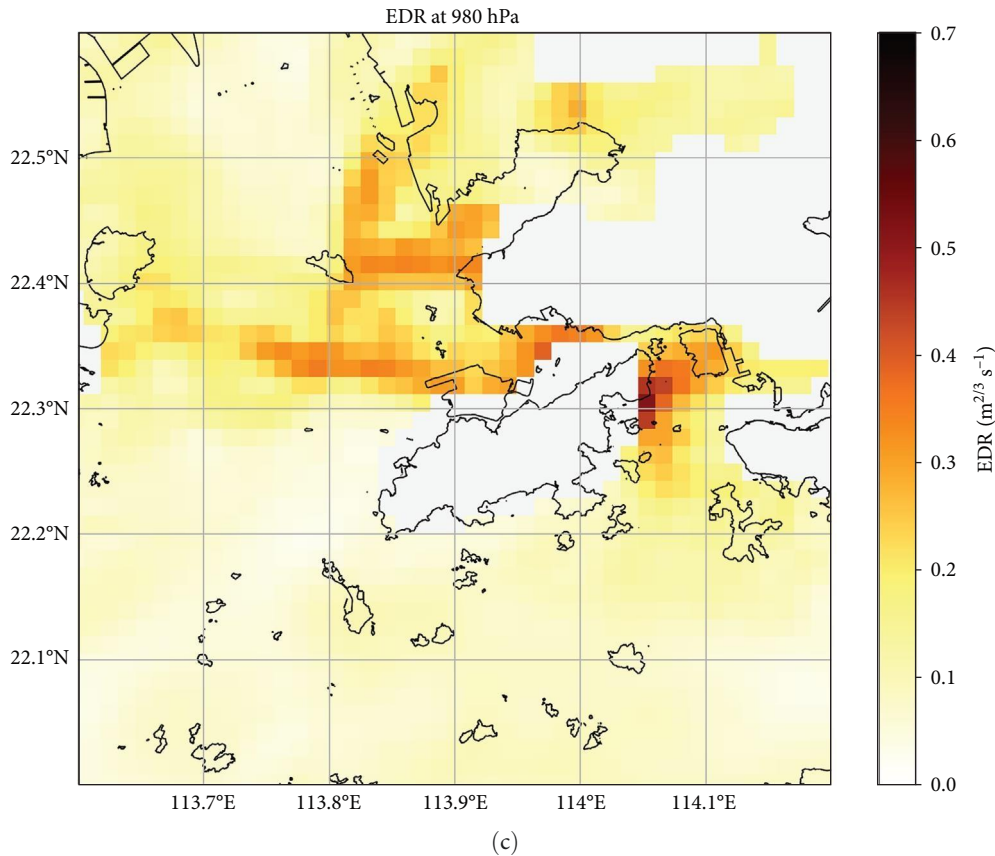 EDR at 980 hPa
22.5°N
22.4°N
22.3°N
22.2°N
22.1°N
113.7°E
113.8°E
113.9°E
114°E
114.1°E
0.7
0.6
0.5
0.4
0.3
0.2
0.1
0.0
EDR (m²/³ s⁻¹)
(c)